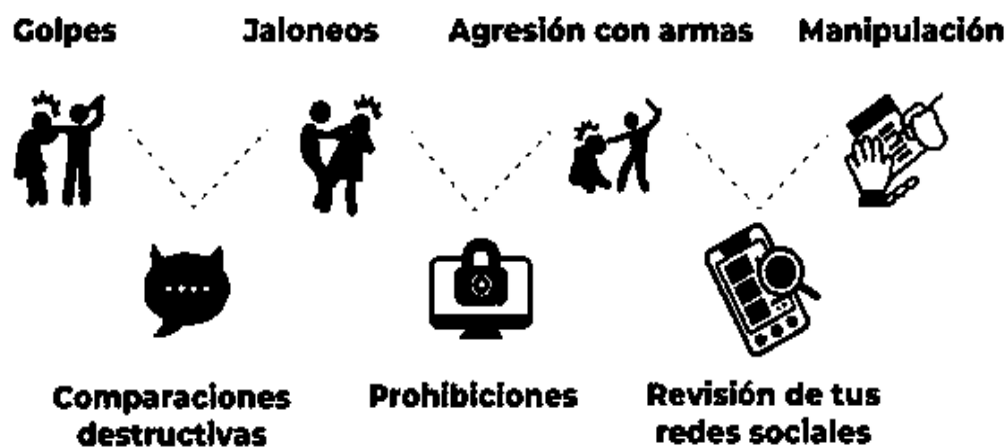 Golpes
Jaloneos
Agresión con armas
Manipulación
Comparaciones
destructivas
Prohibiciones
Revisión de tus
redes sociales